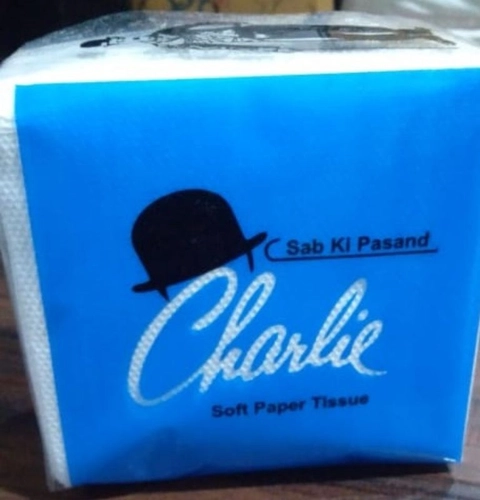 Sab Ki Pasand
Charlie
Soft Paper Tissue